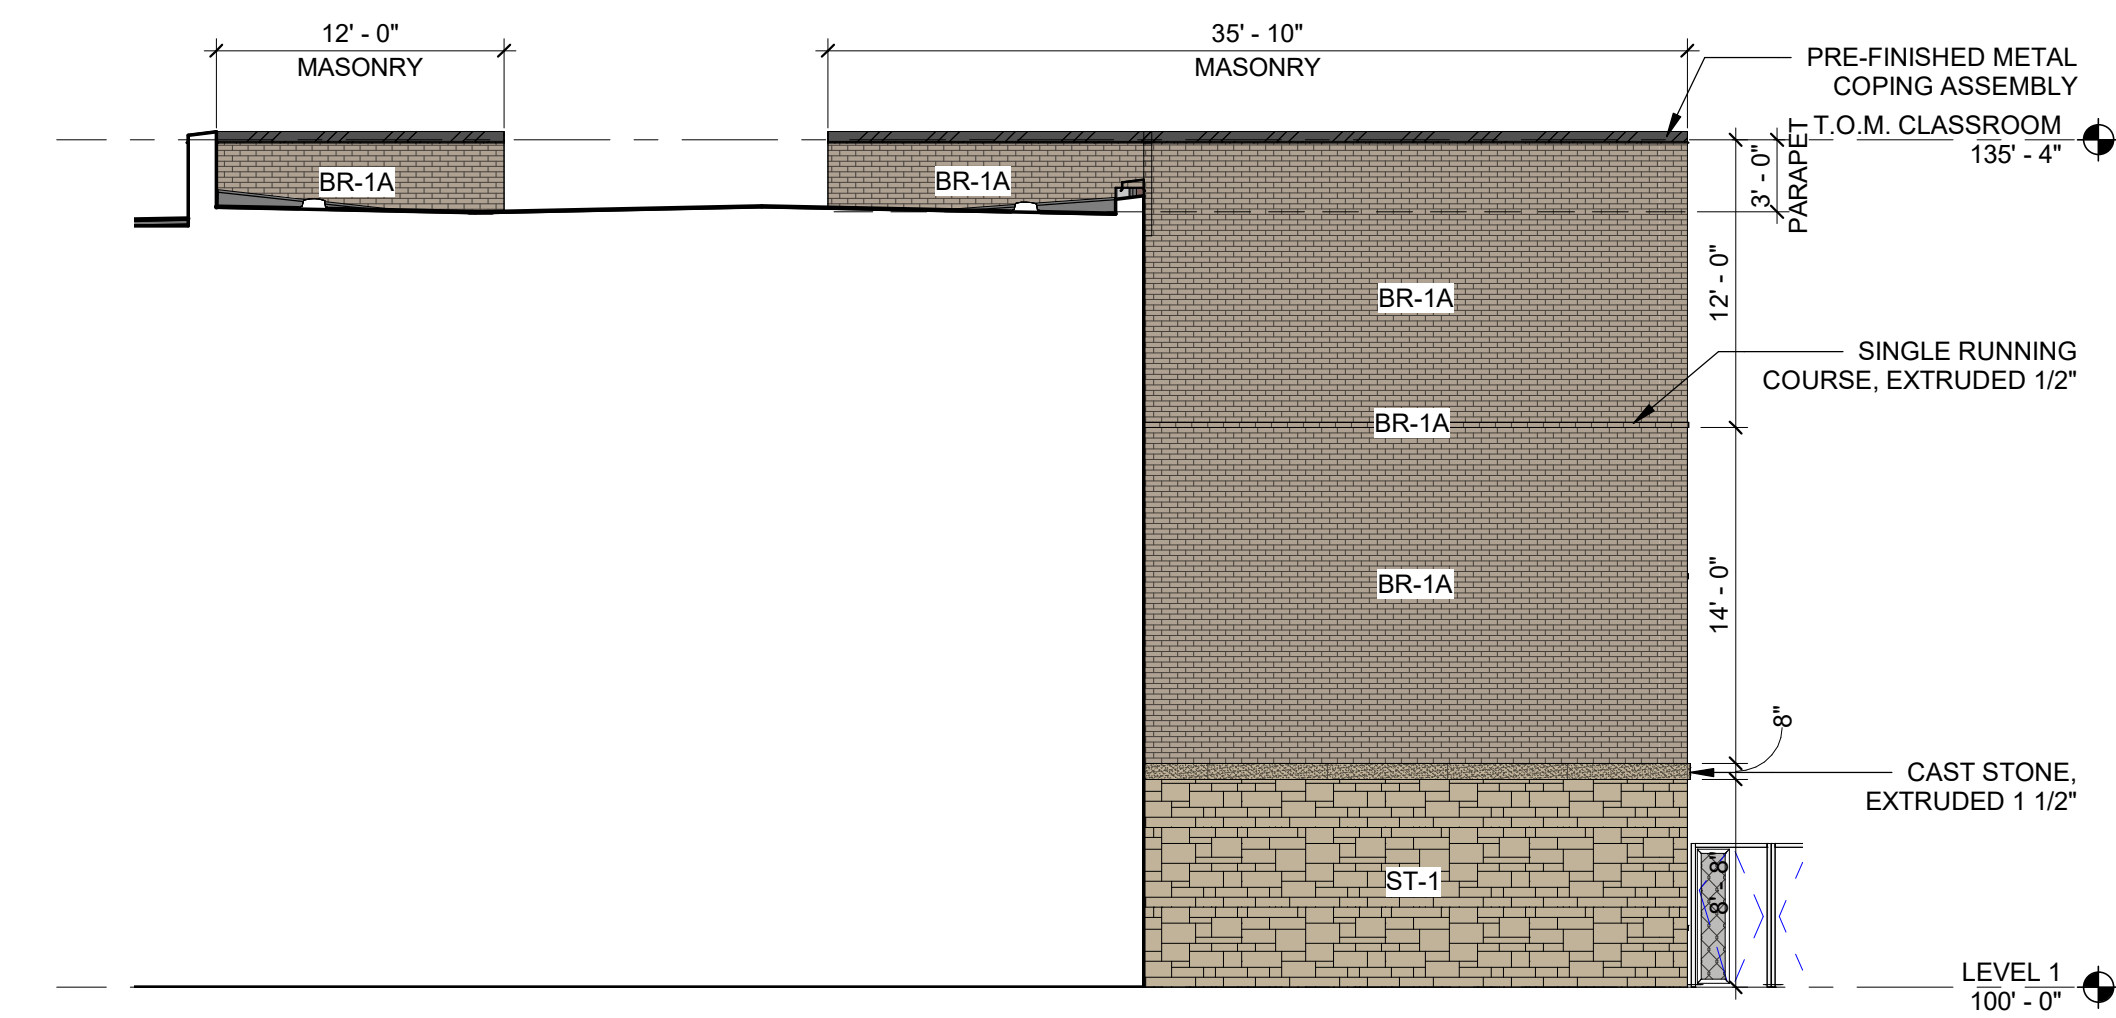 12' - 0"
MASONRY
35' - 10"
MASONRY
PRE-FINISHED METAL
COPING ASSEMBLY
T.O.M. CLASSROOM
135' - 4"
3' - 0"
PARAPET
BR-1A
BR-1A
BR-1A
12' - 0"
SINGLE RUNNING
COURSE, EXTRUDED 1/2"
BR-1A
BR-1A
14' - 0"
8"
CAST STONE,
EXTRUDED 1 1/2"
ST-1
8' - 8"
LEVEL 1
100' - 0"